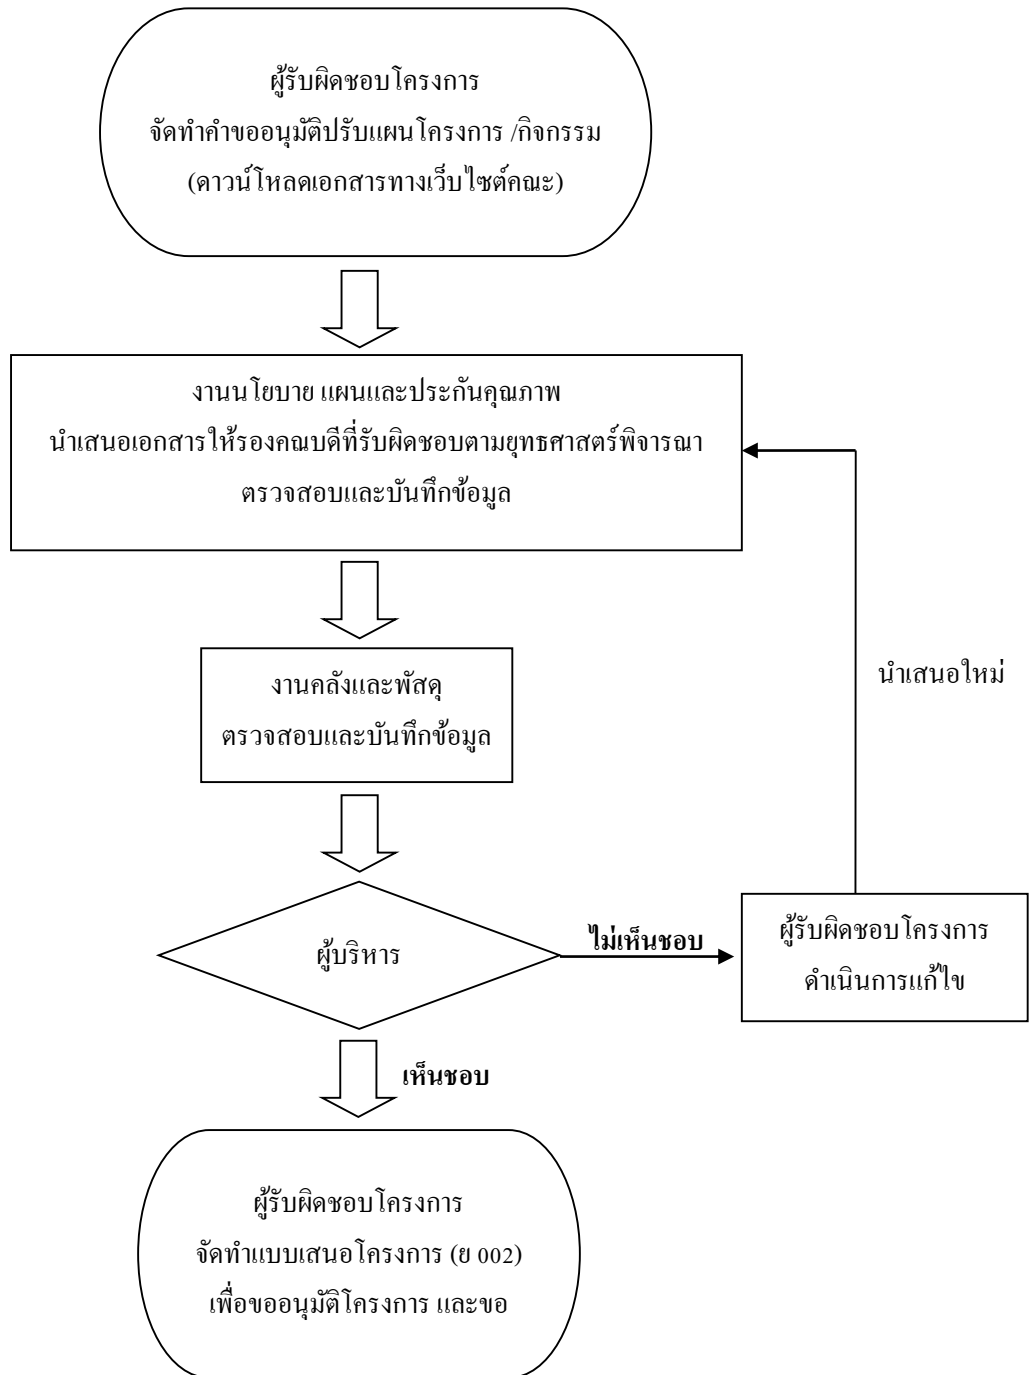 ผู้รับผิดชอบโครงการ
จัดทำคำขออนุมัติปรับแผนโครงการ /กิจกรรม
(ดาวน์โหลดเอกสารทางเว็บไซต์คณะ)
งานนโยบาย แผนและประกันคุณภาพ
นำเสนอเอกสารให้รองคณบดีที่รับผิดชอบตามยุทธศาสตร์พิจารณา
ตรวจสอบและบันทึกข้อมูล
นำเสนอใหม่
งานคลังและพัสดุ
ตรวจสอบและบันทึกข้อมูล
ผู้บริหาร
ไม่เห็นชอบ
ผู้รับผิดชอบโครงการ
ดำเนินการแก้ไข
เห็นชอบ
ผู้รับผิดชอบโครงการ
จัดทำแบบเสนอโครงการ (ย 002)
เพื่อขออนุมัติโครงการ และขอ